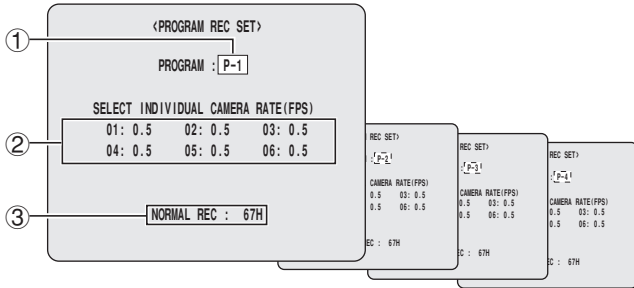 ①
<PROGRAM REC SET>
PROGRAM : P-1
②
SELECT INDIVIDUAL CAMERA RATE(FPS)
01: 0.5 02: 0.5 03: 0.5
04: 0.5 05: 0.5 06: 0.5
③
NORMAL REC : 67H
REC SET>
: P-2
CAMERA RATE(FPS)
0.5 03: 0.5
0.5 06: 0.5
EC : 67H
REC SET>
: P-3
CAMERA RATE(FPS)
0.5 03: 0.5
0.5 06: 0.5
EC : 67H
REC SET>
: P-4
CAMERA RATE(FPS)
0.5 03: 0.5
0.5 06: 0.5
EC : 67H